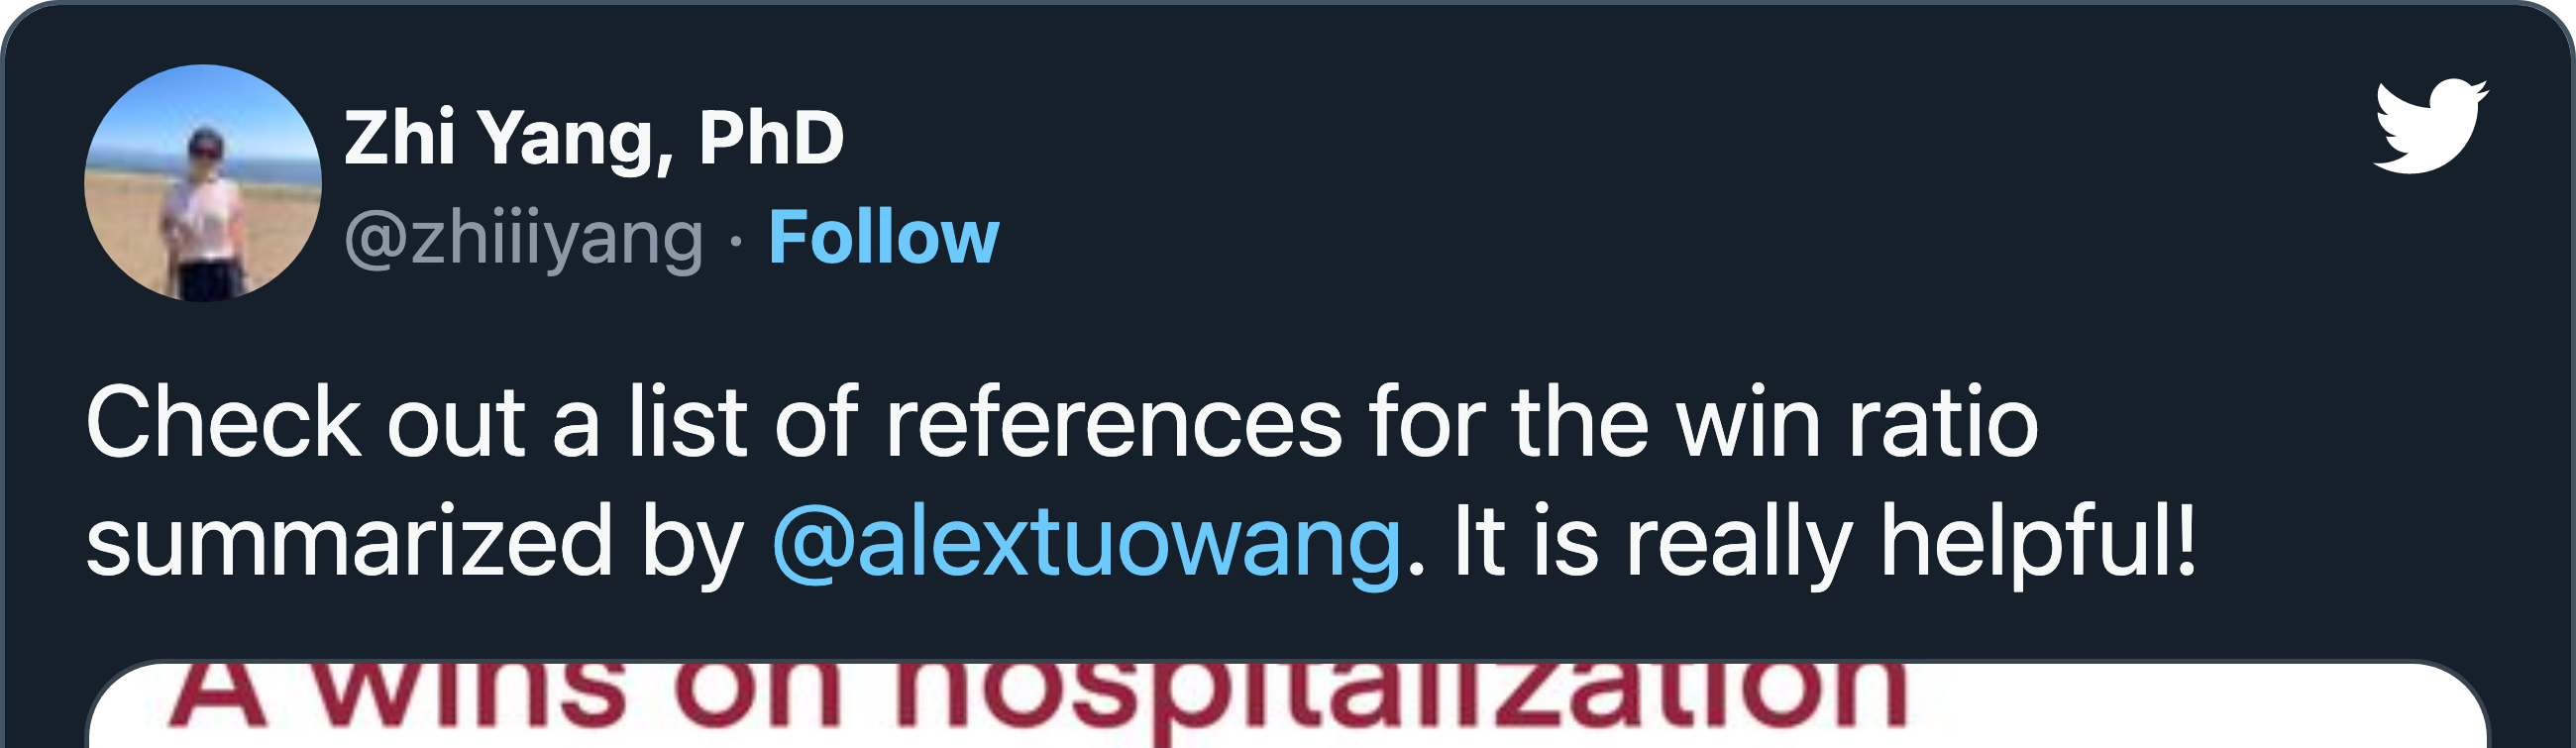 Zhi Yang, PhD
@zhiiiyang · Follow
Check out a list of references for the win ratio
summarized by @alextuowang. It is really helpful!
A wins on hospitalization